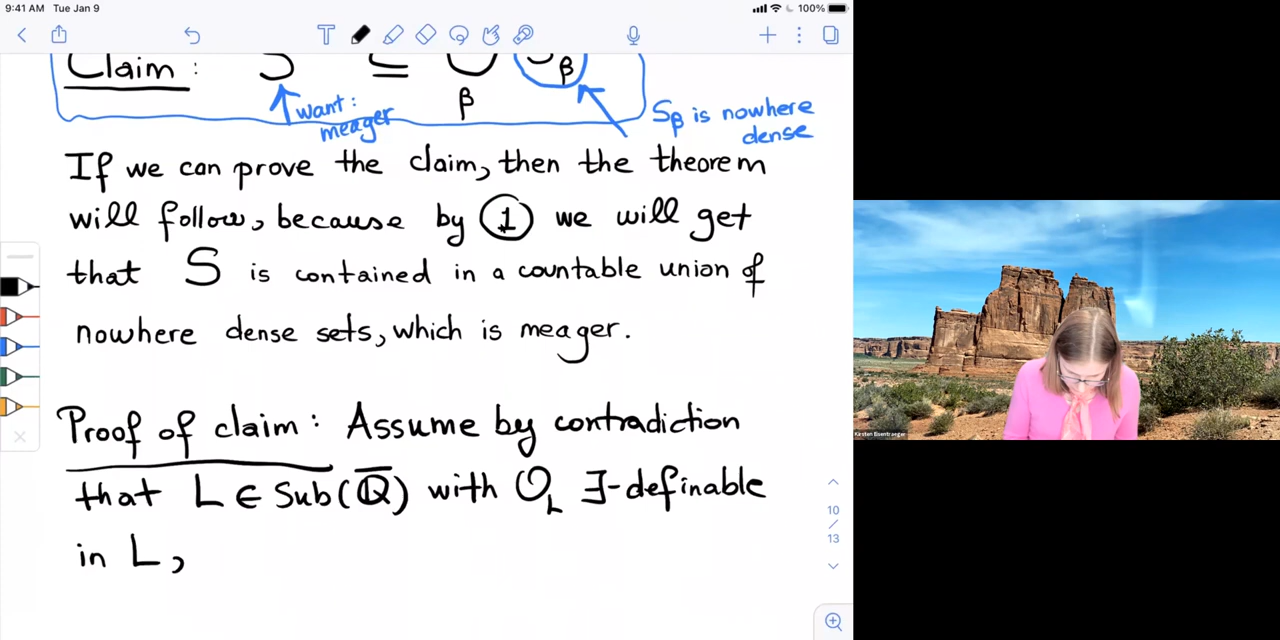 9:41 AM Tue Jan 9
100%
Claim : S ⊆ ∪ S_β
β
want:
meager
S_β is nowhere
dense
If we can prove the claim, then the theorem
will follow, because by ① we will get
that S is contained in a countable union of
nowhere dense sets, which is meager.
Proof of claim: Assume by contradiction
that L ∈ Sub(Q̅) with O_L ∃-definable
in L,
10
/
13
Kirsten Eisentraeger